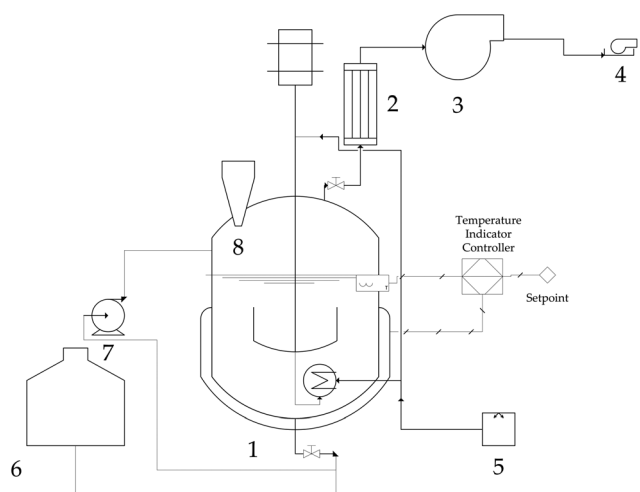 2
3
4
8
Temperature
Indicator
Controller
Setpoint
7
1
5
6